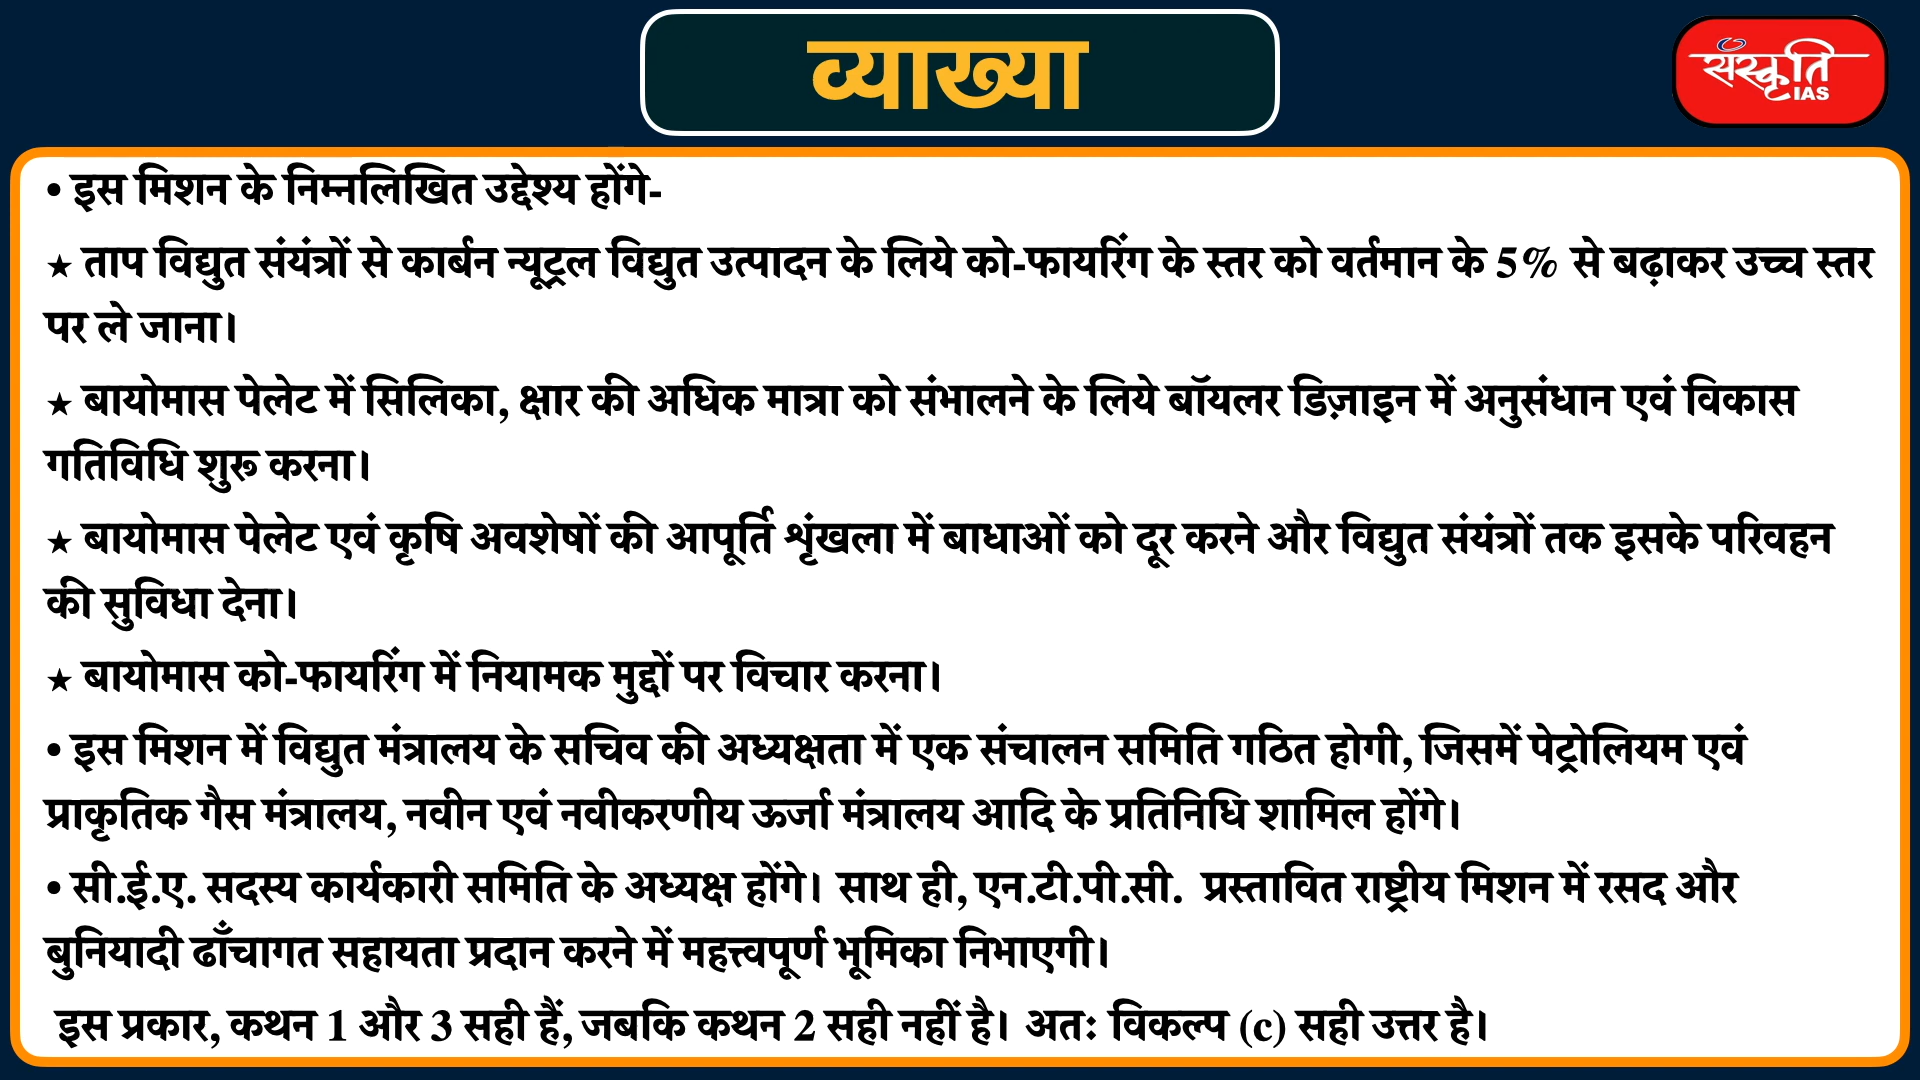 व्याख्या
संस्कृति
IAS
• इस मिशन के निम्नलिखित उद्देश्य होंगे-
★ ताप विद्युत संयंत्रों से कार्बन न्यूट्रल विद्युत उत्पादन के लिये को-फायरिंग के स्तर को वर्तमान के 5% से बढ़ाकर उच्च स्तर
पर ले जाना।
★ बायोमास पेलेट में सिलिका, क्षार की अधिक मात्रा को संभालने के लिये बॉयलर डिज़ाइन में अनुसंधान एवं विकास
गतिविधि शुरू करना।
★ बायोमास पेलेट एवं कृषि अवशेषों की आपूर्ति शृंखला में बाधाओं को दूर करने और विद्युत संयंत्रों तक इसके परिवहन
की सुविधा देना।
★ बायोमास को-फायरिंग में नियामक मुद्दों पर विचार करना।
• इस मिशन में विद्युत मंत्रालय के सचिव की अध्यक्षता में एक संचालन समिति गठित होगी, जिसमें पेट्रोलियम एवं
प्राकृतिक गैस मंत्रालय, नवीन एवं नवीकरणीय ऊर्जा मंत्रालय आदि के प्रतिनिधि शामिल होंगे।
• सी.ई.ए. सदस्य कार्यकारी समिति के अध्यक्ष होंगे। साथ ही, एन.टी.पी.सी. प्रस्तावित राष्ट्रीय मिशन में रसद और
बुनियादी ढाँचागत सहायता प्रदान करने में महत्त्वपूर्ण भूमिका निभाएगी।
इस प्रकार, कथन 1 और 3 सही हैं, जबकि कथन 2 सही नहीं है। अतः विकल्प (c) सही उत्तर है।